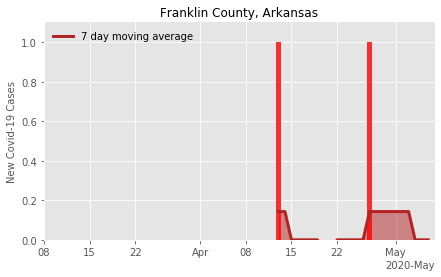 Franklin County, Arkansas
7 day moving average
New Covid-19 Cases
1.0
0.8
0.6
0.4
0.2
0.0
08 15 22 Apr 08 15 22 May
2020-May